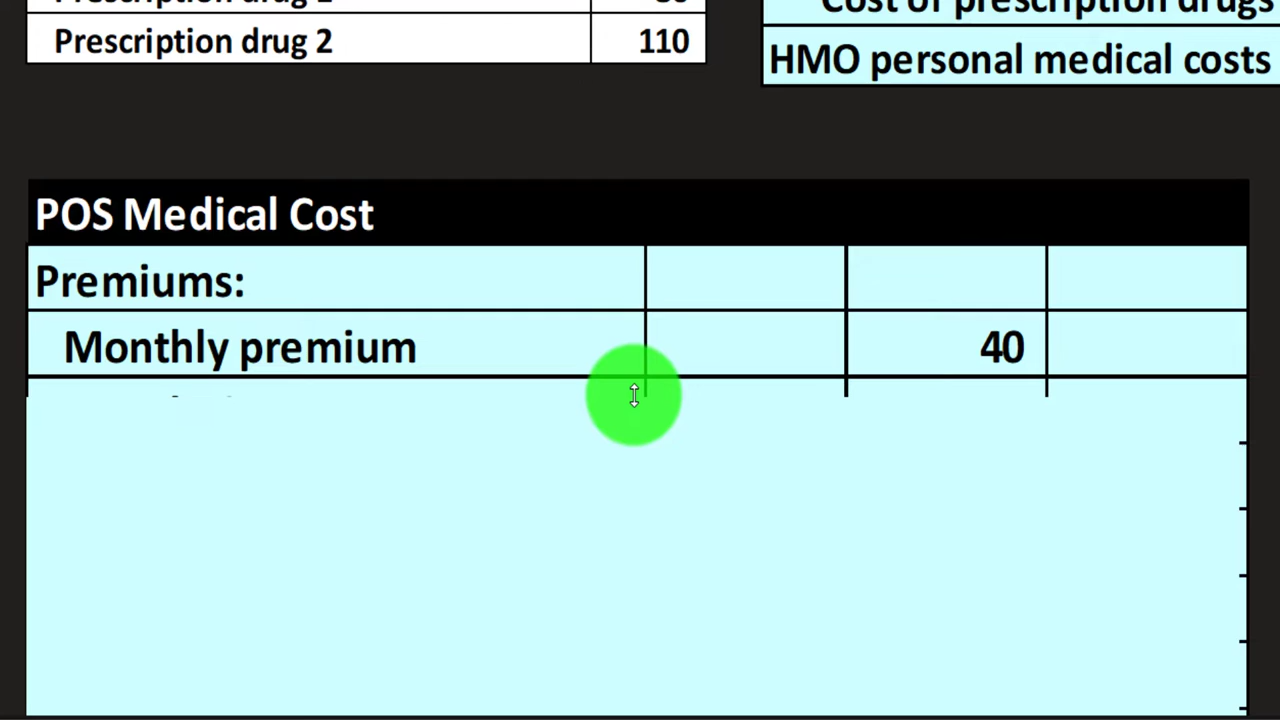 Prescription drug 2 110
Cost of prescription drugs
HMO personal medical costs
POS Medical Cost
Premiums:
Monthly premium 40